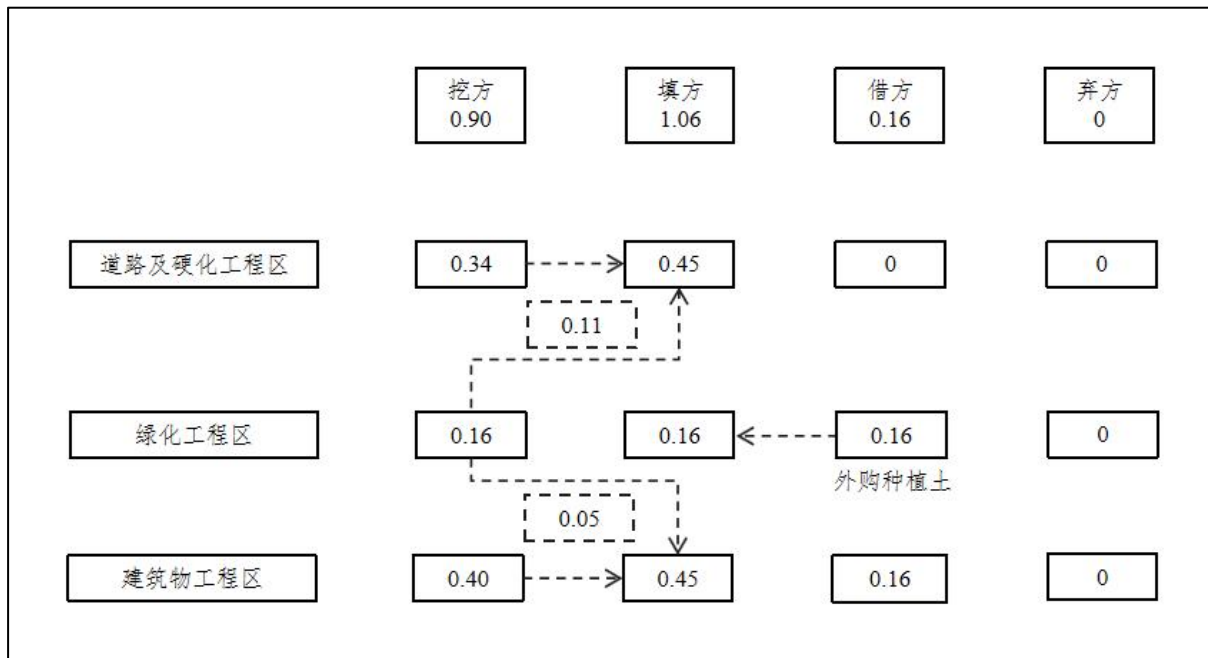 挖方 填方 借方 弃方
0.90 1.06 0.16 0
道路及硬化工程区 0.34 0.45 0 0
0.11
绿化工程区 0.16 0.16 0.16 0
外购种植土
0.05
建筑物工程区 0.40 0.45 0.16 0